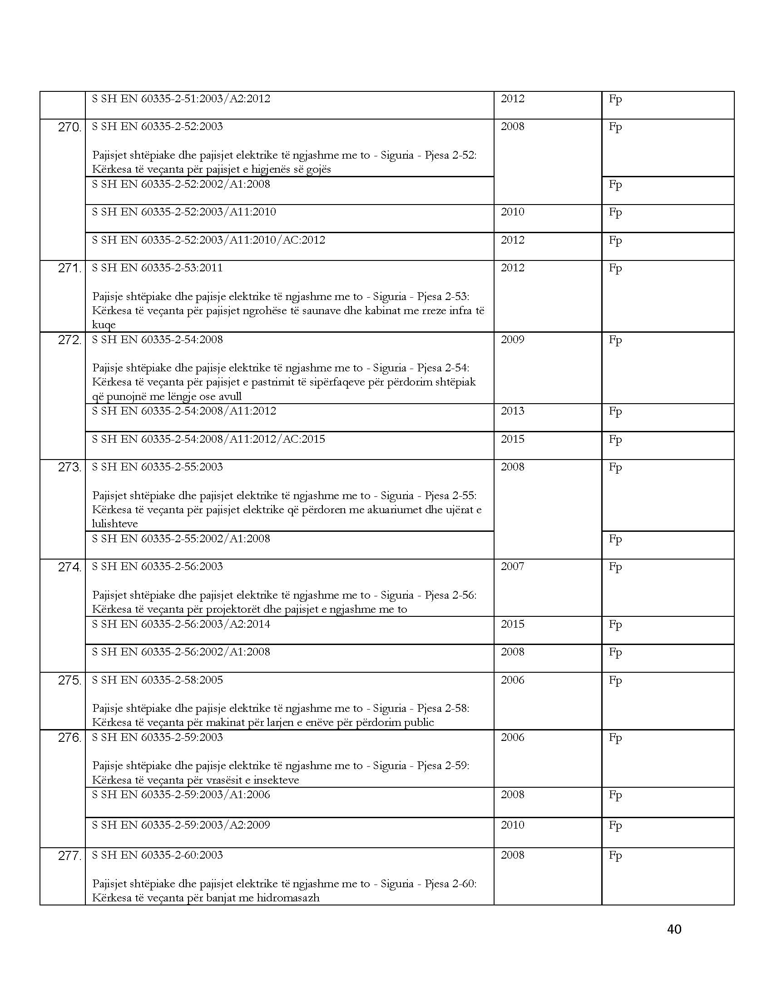 S SH EN 60335-2-51:2003/A2:2012 2012 Fp
270. S SH EN 60335-2-52:2003 2008 Fp
Pajisjet shtëpiake dhe pajisjet elektrike të ngjashme me to - Siguria - Pjesa 2-52:
Kërkesa të veçanta për pajisjet e higjenës së gojës
S SH EN 60335-2-52:2002/A1:2008 Fp
S SH EN 60335-2-52:2003/A11:2010 2010 Fp
S SH EN 60335-2-52:2003/A11:2010/AC:2012 2012 Fp
271. S SH EN 60335-2-53:2011 2012 Fp
Pajisje shtëpiake dhe pajisje elektrike të ngjashme me to - Siguria - Pjesa 2-53:
Kërkesa të veçanta për pajisjet ngrohëse të saunave dhe kabinat me rreze infra të
kuqe
272. S SH EN 60335-2-54:2008 2009 Fp
Pajisje shtëpiake dhe pajisje elektrike të ngjashme me to - Siguria - Pjesa 2-54:
Kërkesa të veçanta për pajisjet e pastrimit të sipërfaqeve për përdorim shtëpiak
që punojnë me lëngje ose avull
S SH EN 60335-2-54:2008/A11:2012 2013 Fp
S SH EN 60335-2-54:2008/A11:2012/AC:2015 2015 Fp
273. S SH EN 60335-2-55:2003 2008 Fp
Pajisjet shtëpiake dhe pajisjet elektrike të ngjashme me to - Siguria - Pjesa 2-55:
Kërkesa të veçanta për pajisjet elektrike që përdoren me akuariumet dhe ujërat e
lulishteve
S SH EN 60335-2-55:2002/A1:2008 Fp
274. S SH EN 60335-2-56:2003 2007 Fp
Pajisjet shtëpiake dhe pajisjet elektrike të ngjashme me to - Siguria - Pjesa 2-56:
Kërkesa të veçanta për projektorët dhe pajisjet e ngjashme me to
S SH EN 60335-2-56:2003/A2:2014 2015 Fp
S SH EN 60335-2-56:2002/A1:2008 2008 Fp
275. S SH EN 60335-2-58:2005 2006 Fp
Pajisje shtëpiake dhe pajisje elektrike të ngjashme me to - Siguria - Pjesa 2-58:
Kërkesa të veçanta për makinat për larjen e enëve për përdorim public
276. S SH EN 60335-2-59:2003 2006 Fp
Pajisje shtëpiake dhe pajisje elektrike të ngjashme me to - Siguria - Pjesa 2-59:
Kërkesa të veçanta për vrasësit e insekteve
S SH EN 60335-2-59:2003/A1:2006 2008 Fp
S SH EN 60335-2-59:2003/A2:2009 2010 Fp
277. S SH EN 60335-2-60:2003 2008 Fp
Pajisjet shtëpiake dhe pajisjet elektrike të ngjashme me to - Siguria - Pjesa 2-60:
Kërkesa të veçanta për banjat me hidromasazh
40